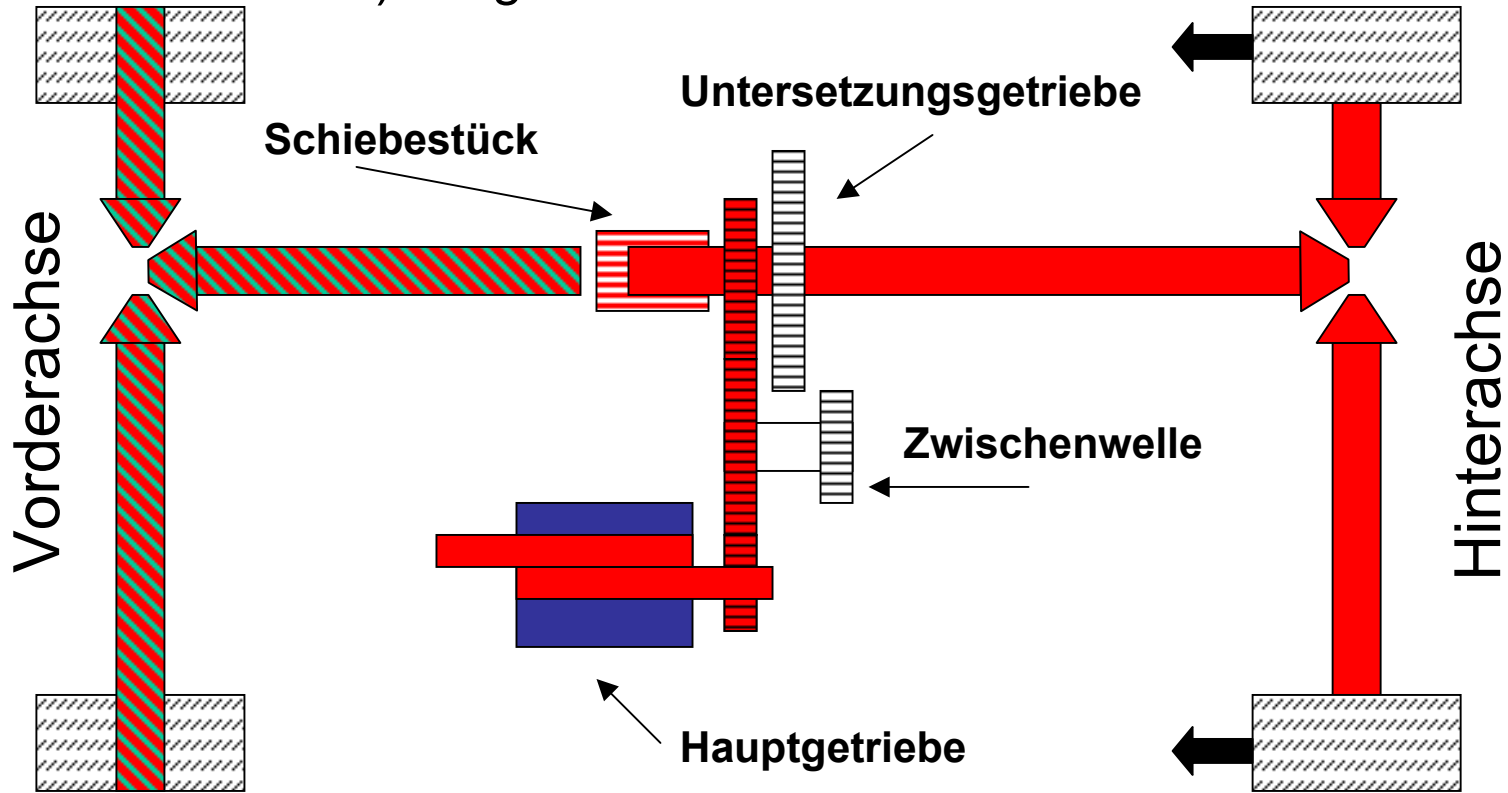 Untersetzungsgetriebe
Schiebestück
Vorderachse
Hinterachse
Zwischenwelle
Hauptgetriebe